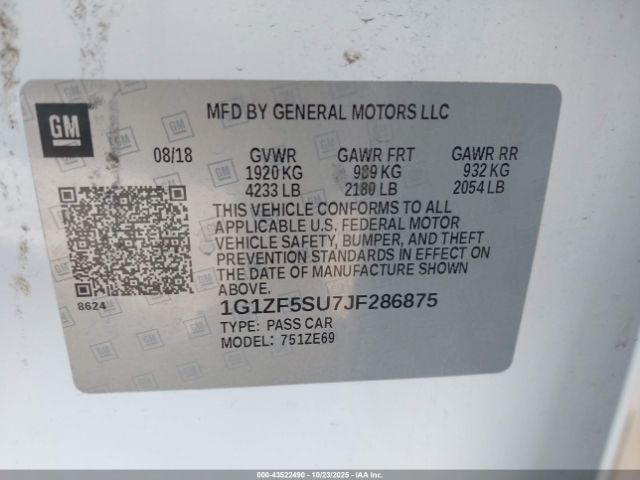 GM
MFD BY GENERAL MOTORS LLC
08/18 GVWR GAWR FRT GAWR RR
1920 KG 989 KG 932 KG
4233 LB 2180 LB 2054 LB
THIS VEHICLE CONFORMS TO ALL
APPLICABLE U.S. FEDERAL MOTOR
VEHICLE SAFETY, BUMPER, AND THEFT
PREVENTION STANDARDS IN EFFECT ON
THE DATE OF MANUFACTURE SHOWN
ABOVE.
8624
1G1ZF5SU7JF286875
TYPE: PASS CAR
MODEL: 751ZE69
000-43522490 - 10/23/2025 - IAAI, Inc.